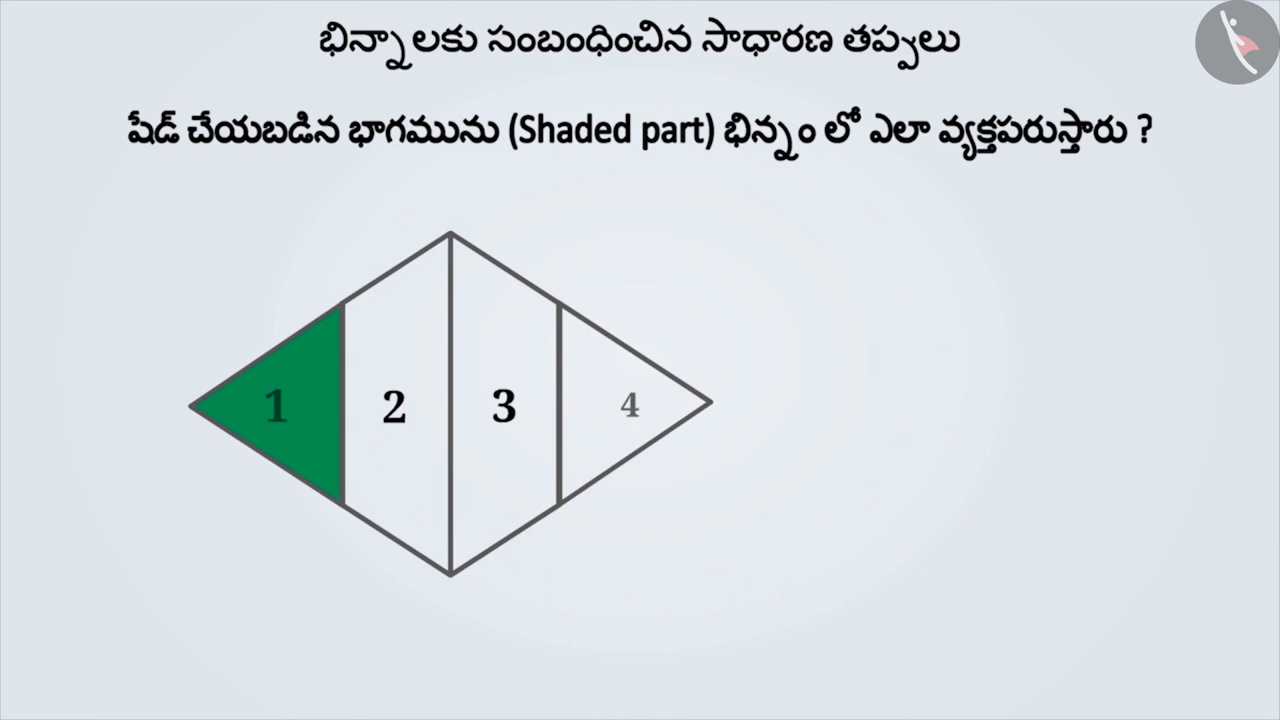 భిన్నాలకు సంబంధించిన సాధారణ తప్పులు
షేడ్ చేయబడిన భాగమును (Shaded part) భిన్నం లో ఎలా వ్యక్తపరుస్తారు ?
1 2 3 4